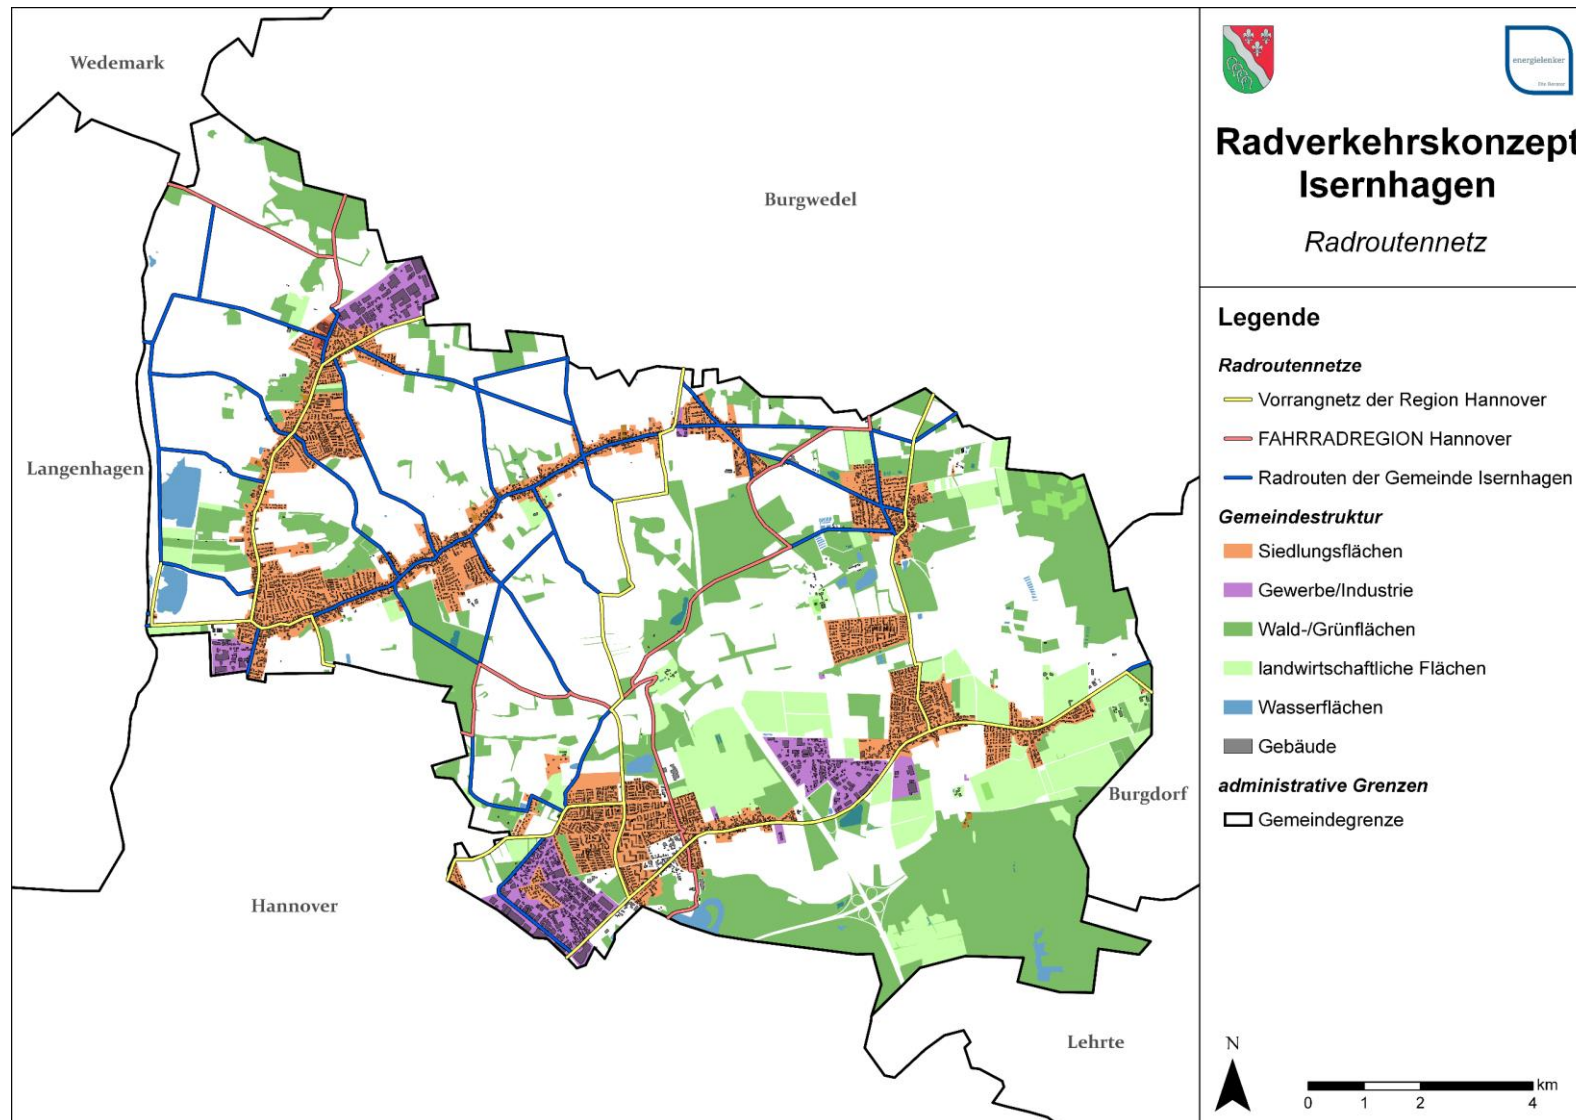 Wedemark
Burgwedel
Langenhagen
Hannover
Burgdorf
Lehrte
energielenker
Radverkehrskonzept
Isernhagen
Radroutennetz
Legende
Radroutennetze
Vorrangnetz der Region Hannover
FAHRRADREGION Hannover
Radrouten der Gemeinde Isernhagen
Gemeindestruktur
Siedlungsflächen
Gewerbe/Industrie
Wald-/Grünflächen
landwirtschaftliche Flächen
Wasserflächen
Gebäude
administrative Grenzen
Gemeindegrenze
N
km
0 1 2 4